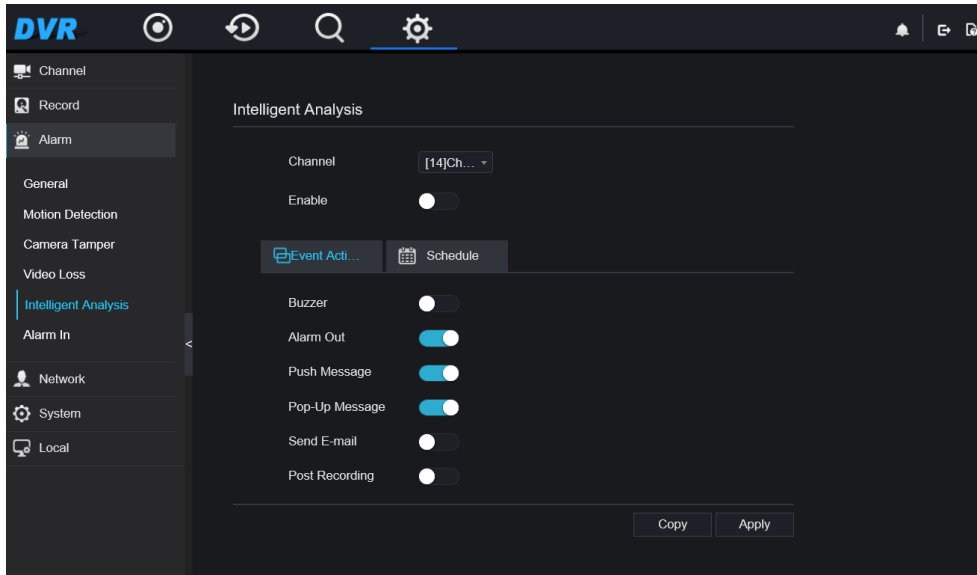 DVR
Channel
Record
Alarm
General
Motion Detection
Camera Tamper
Video Loss
Intelligent Analysis
Alarm In
Network
System
Local
<
Intelligent Analysis
Channel [14]Ch...
Enable
Event Acti... Schedule
Buzzer
Alarm Out
Push Message
Pop-Up Message
Send E-mail
Post Recording
Copy Apply